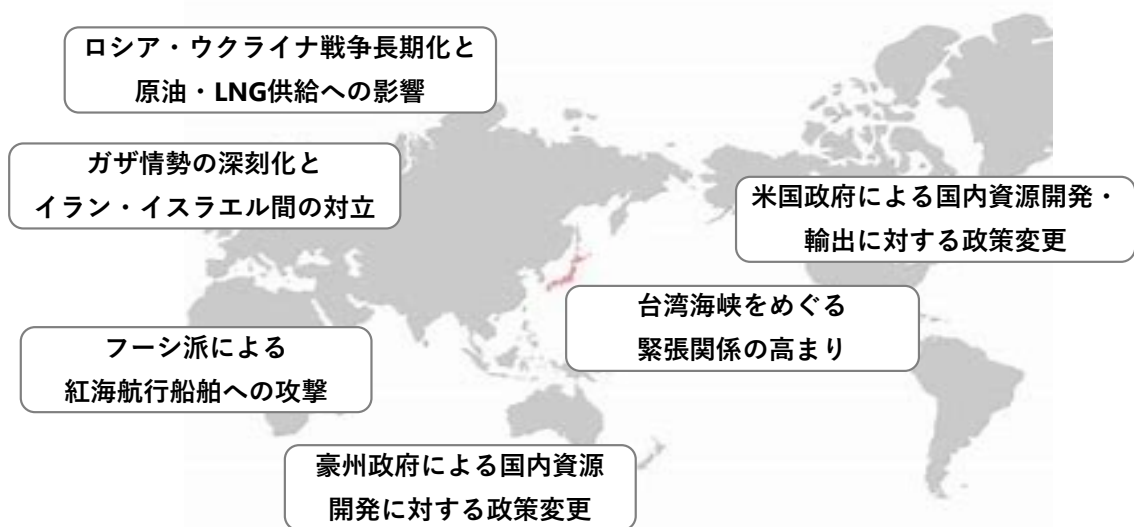 ロシア・ウクライナ戦争長期化と
原油・LNG供給への影響
ガザ情勢の深刻化と
イラン・イスラエル間の対立
米国政府による国内資源開発・
輸出に対する政策変更
台湾海峡をめぐる
緊張関係の高まり
フーシ派による
紅海航行船舶への攻撃
豪州政府による国内資源
開発に対する政策変更